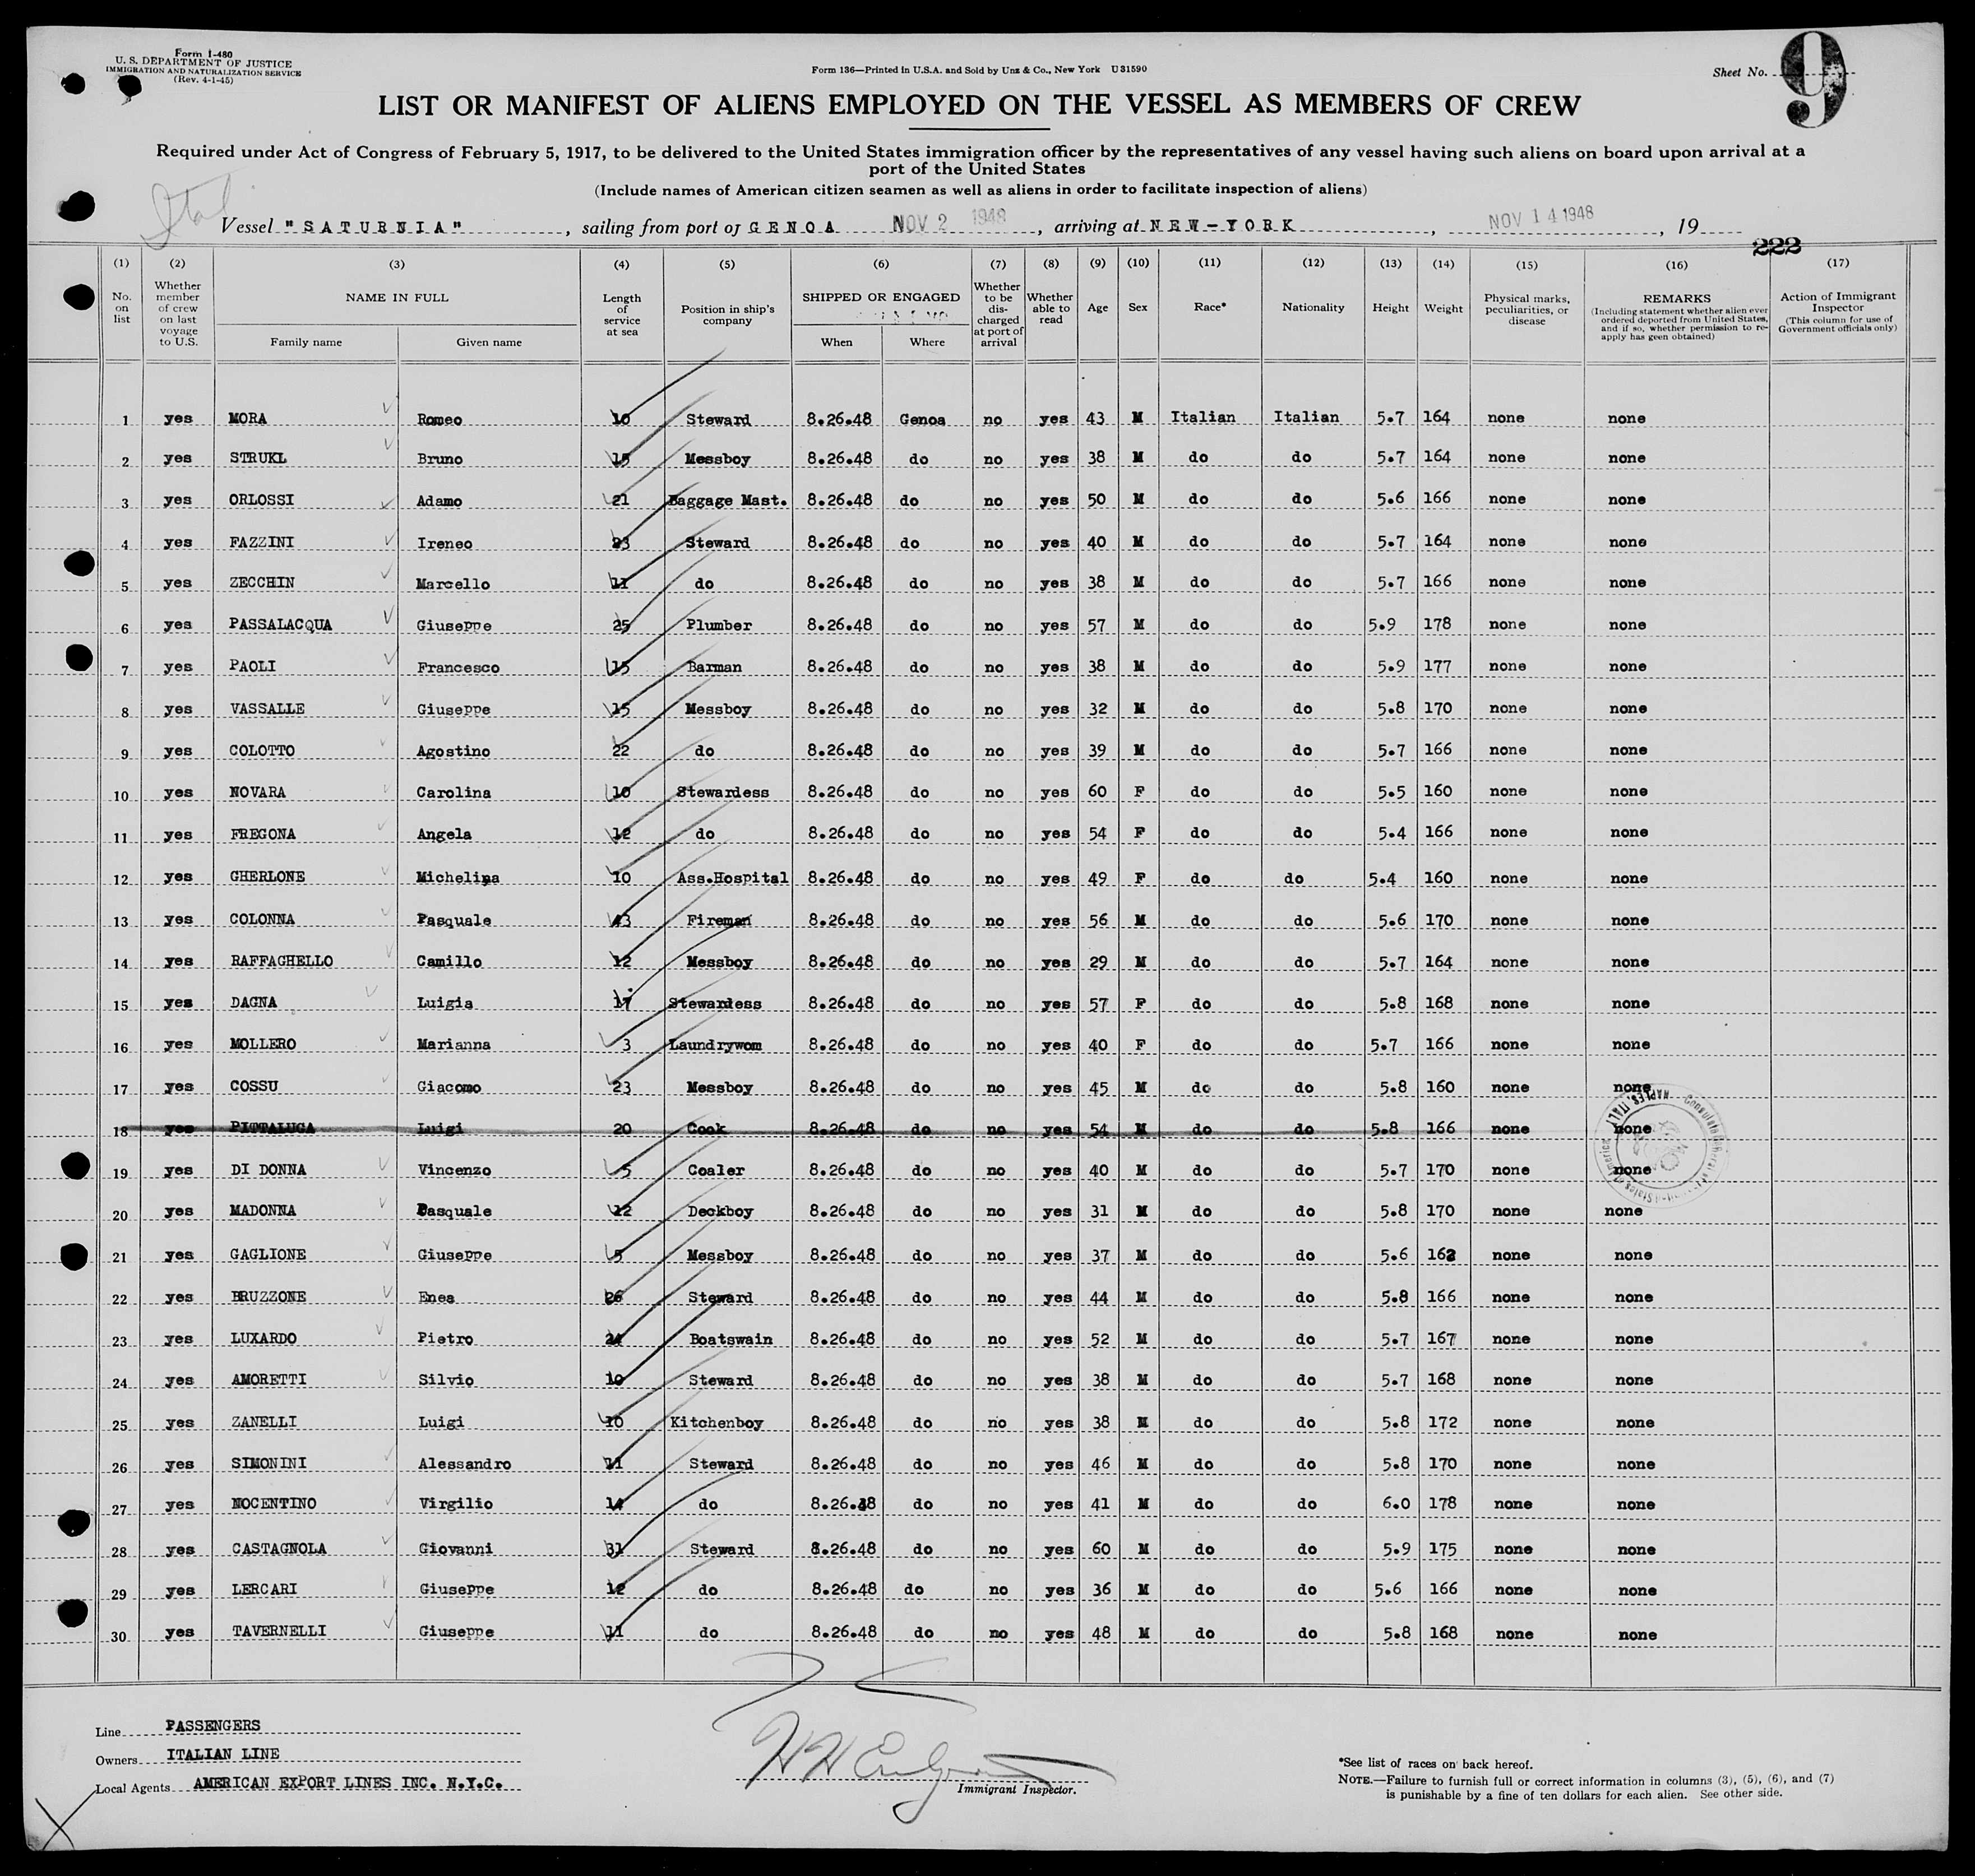 Form I-480
U. S. DEPARTMENT OF JUSTICE
IMMIGRATION AND NATURALIZATION SERVICE
(Rev. 4-1-45)
Form 136—Printed in U.S.A. and Sold by Unz & Co., New York U31590
Sheet No. 9
LIST OR MANIFEST OF ALIENS EMPLOYED ON THE VESSEL AS MEMBERS OF CREW
Required under Act of Congress of February 5, 1917, to be delivered to the United States immigration officer by the representatives of any vessel having such aliens on board upon arrival at a
port of the United States
(Include names of American citizen seamen as well as aliens in order to facilitate inspection of aliens)
Ital
Vessel "SATURNIA", sailing from port of GENOA NOV 2 1948, arriving at NEW-YORK, NOV 14 1948, 19
222
(1) (2) (3) (4) (5) (6) (7) (8) (9) (10) (11) (12) (13) (14) (15) (16) (17)
No. on list
Whether member of crew on last voyage to U.S.
NAME IN FULL
Family name Given name
Length of service at sea
Position in ship's company
SHIPPED OR ENGAGED
When Where
Whether to be discharged at port of arrival
Whether able to read
Age Sex Race* Nationality Height Weight
Physical marks, peculiarities, or disease
REMARKS
(Including statement whether alien ever ordered deported from United States, and if so, whether permission to re-apply has geen obtained)
Action of Immigrant Inspector
(This column for use of Government officials only)
1 yes MORA Romeo 10 Steward 8.26.48 Genoa no yes 43 M Italian Italian 5.7 164 none none
2 yes STRUKL Bruno 15 Messboy 8.26.48 do no yes 38 M do do 5.7 164 none none
3 yes ORLOSSI Adamo 21 Baggage Mast. 8.26.48 do no yes 50 M do do 5.6 166 none none
4 yes FAZZINI Ireneo 23 Steward 8.26.48 do no yes 40 M do do 5.7 164 none none
5 yes ZECCHIN Marcello 11 do 8.26.48 do no yes 38 M do do 5.7 166 none none
6 yes PASSALACQUA Giuseppe 25 Plumber 8.26.48 do no yes 57 M do do 5.9 178 none none
7 yes PAOLI Francesco 15 Barman 8.26.48 do no yes 38 M do do 5.9 177 none none
8 yes VASSALLE Giuseppe 15 Messboy 8.26.48 do no yes 32 M do do 5.8 170 none none
9 yes COLOTTO Agostino 22 do 8.26.48 do no yes 39 M do do 5.7 166 none none
10 yes NOVARA Carolina 10 Stewardess 8.26.48 do no yes 60 F do do 5.5 160 none none
11 yes FREGONA Angela 12 do 8.26.48 do no yes 54 F do do 5.4 166 none none
12 yes GHERLONE Michelina 10 Ass.Hospital 8.26.48 do no yes 49 F do do 5.4 160 none none
13 yes COLONNA Pasquale 43 Fireman 8.26.48 do no yes 56 M do do 5.6 170 none none
14 yes RAFFAGHELLO Camillo 12 Messboy 8.26.48 do no yes 29 M do do 5.7 164 none none
15 yes DAGNA Luigia 17 Stewardess 8.26.48 do no yes 57 F do do 5.8 168 none none
16 yes MOLLERO Marianna 3 Laundrywom 8.26.48 do no yes 40 F do do 5.7 166 none none
17 yes COSSU Giacomo 23 Messboy 8.26.48 do no yes 45 M do do 5.8 160 none none
18 yes PITTALUGA Luigi 20 Cook 8.26.48 do no yes 54 M do do 5.8 166 none none
19 yes DI DONNA Vincenzo 5 Coaler 8.26.48 do no yes 40 M do do 5.7 170 none none
20 yes MADONNA Pasquale 12 Deckboy 8.26.48 do no yes 31 M do do 5.8 170 none none
21 yes GAGLIONE Giuseppe 5 Messboy 8.26.48 do no yes 37 M do do 5.6 162 none none
22 yes BRUZZONE Enea 26 Steward 8.26.48 do no yes 44 M do do 5.8 166 none none
23 yes LUXARDO Pietro 24 Boatswain 8.26.48 do no yes 52 M do do 5.7 167 none none
24 yes AMORETTI Silvio 10 Steward 8.26.48 do no yes 38 M do do 5.7 168 none none
25 yes ZANELLI Luigi 10 Kitchenboy 8.26.48 do no yes 38 M do do 5.8 172 none none
26 yes SIMONINI Alessandro 11 Steward 8.26.48 do no yes 46 M do do 5.8 170 none none
27 yes NOCENTINO Virgilio 14 do 8.26.48 do no yes 41 M do do 6.0 178 none none
28 yes CASTAGNOLA Giovanni 31 Steward 8.26.48 do no yes 60 M do do 5.9 175 none none
29 yes LERCARI Giuseppe 12 do 8.26.48 do no yes 36 M do do 5.6 166 none none
30 yes TAVERNELLI Giuseppe 11 do 8.26.48 do no yes 48 M do do 5.8 168 none none
NAPLES, ITALY
Line PASSENGERS
Owners ITALIAN LINE
Local Agents AMERICAN EXPORT LINES INC. N.Y.C.
Immigrant Inspector.
*See list of races on back hereof.
NOTE.—Failure to furnish full or correct information in columns (3), (5), (6), and (7)
is punishable by a fine of ten dollars for each alien. See other side.